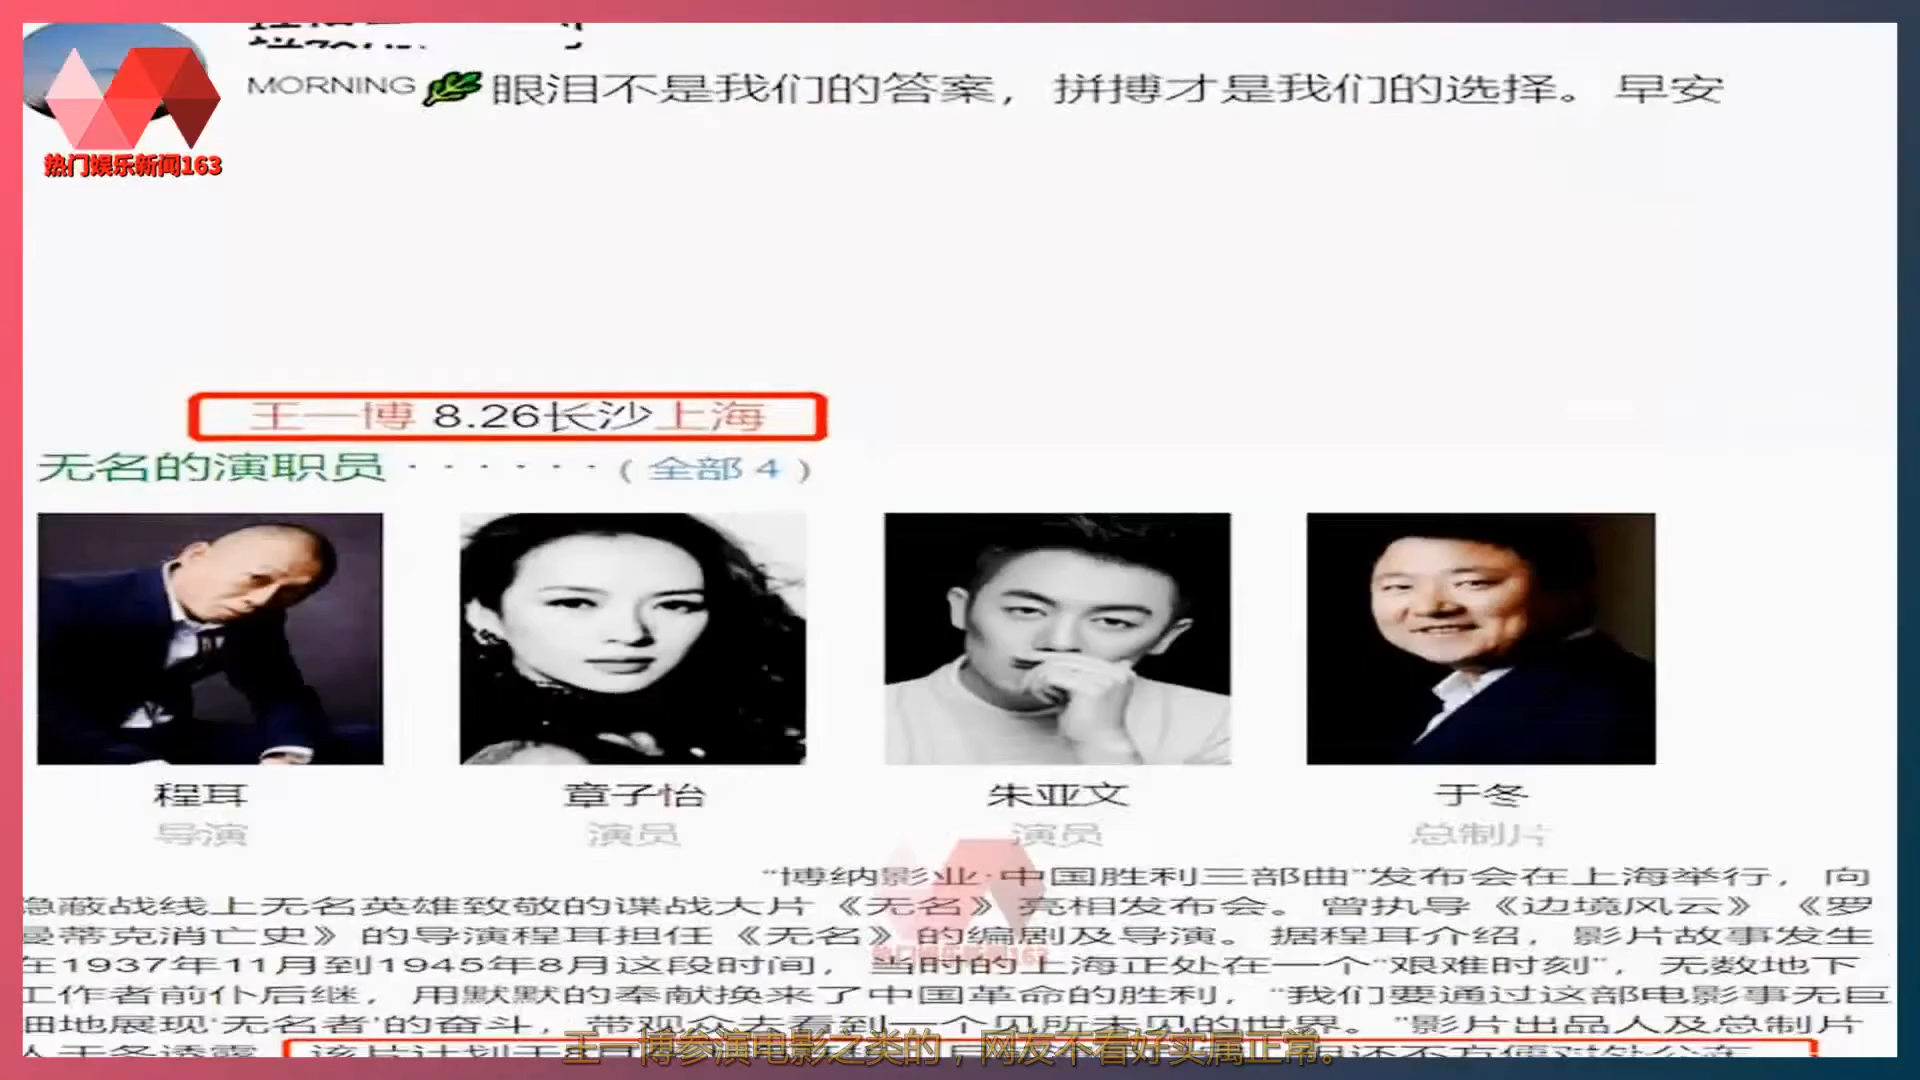 MORNING 眼泪不是我们的答案，拼搏才是我们的选择。早安
热门娱乐新闻163
王一博 8.26长沙上海
无名的演职员 · · · · · · （ 全部 4 ）
程耳 章子怡 朱亚文 于冬
导演 演员 演员 总制片
“博纳影业·中国胜利三部曲”发布会在上海举行，向
隐蔽战线上无名英雄致敬的谍战大片《无名》亮相发布会。曾执导《边境风云》《罗
曼蒂克消亡史》的导演程耳担任《无名》的编剧及导演。据程耳介绍，影片故事发生
在1937年11月到1945年8月这段时间，当时的上海正处在一个“艰难时刻”，无数地下
工作者前仆后继，用默默的奉献换来了中国革命的胜利，“我们要通过这部电影事无巨
细地展现‘无名者’的奋斗，带观众去看到一个见所未见的世界。”影片出品人及总制片
王一博参演电影之类的，网友不看好实属正常。